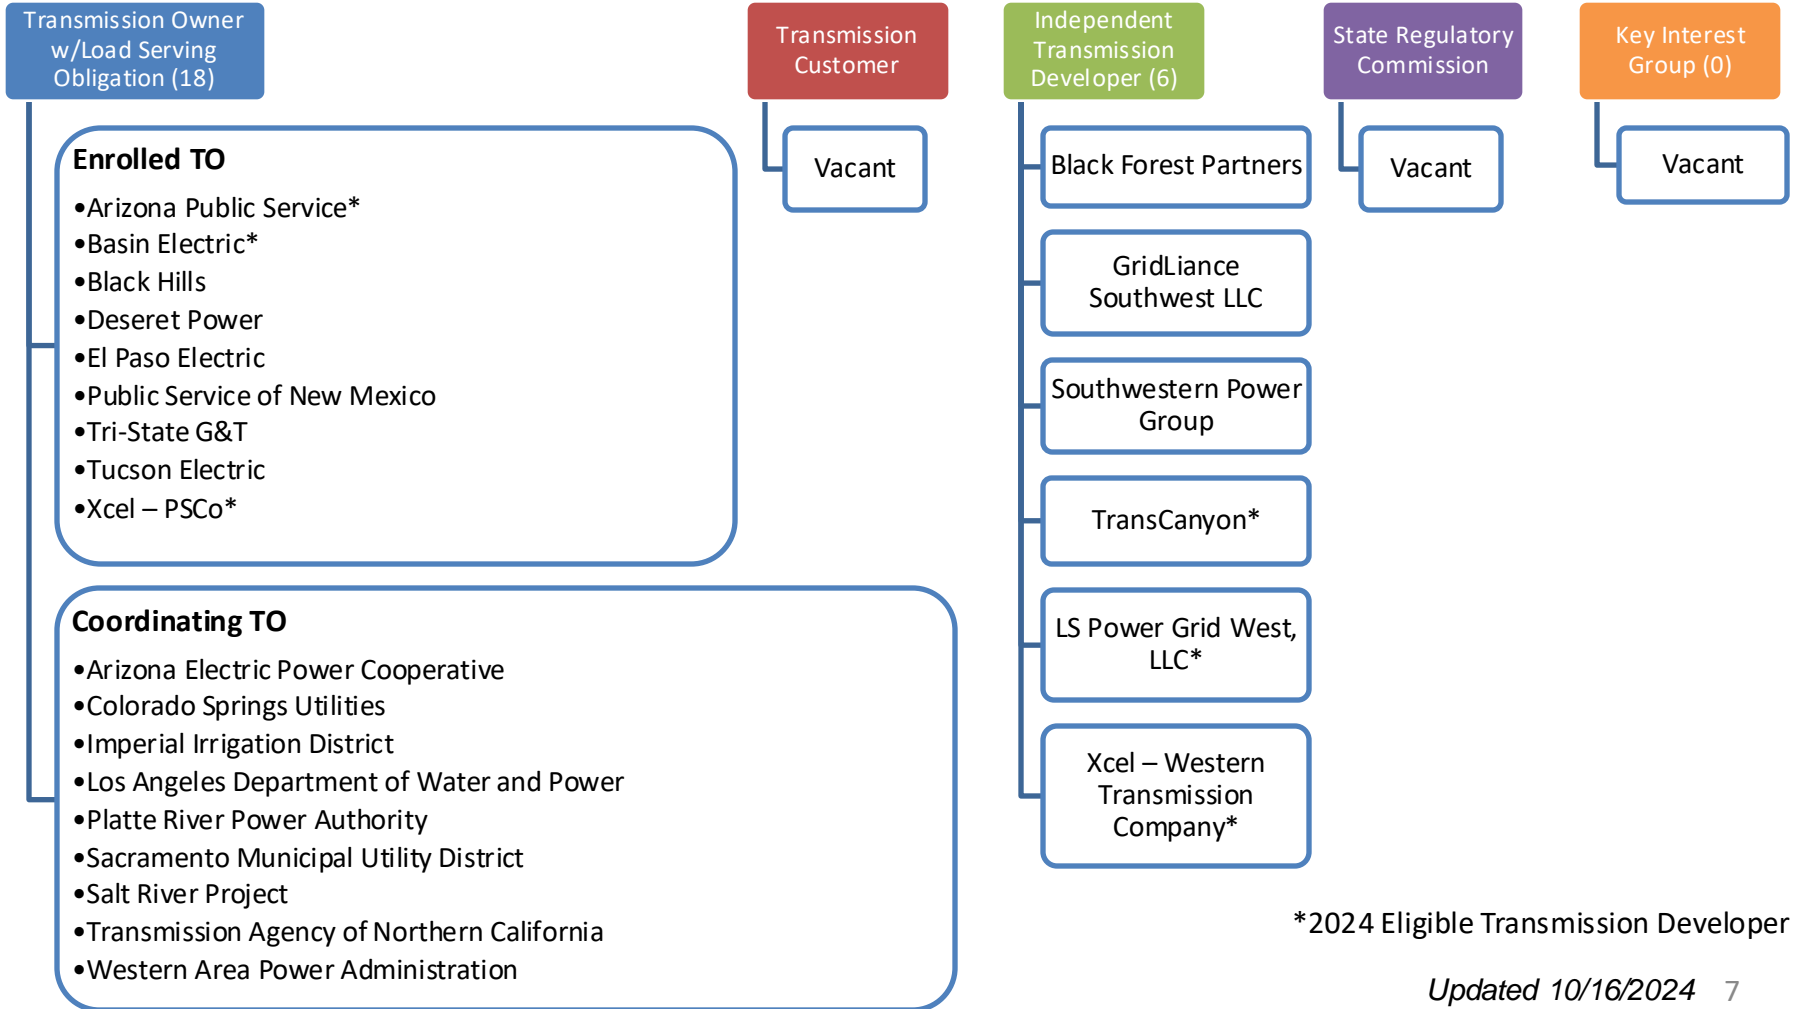 Transmission Owner
w/Load Serving
Obligation (18)
Enrolled TO
•Arizona Public Service*
•Basin Electric*
•Black Hills
•Deseret Power
•El Paso Electric
•Public Service of New Mexico
•Tri-State G&T
•Tucson Electric
•Xcel – PSCo*
Coordinating TO
•Arizona Electric Power Cooperative
•Colorado Springs Utilities
•Imperial Irrigation District
•Los Angeles Department of Water and Power
•Platte River Power Authority
•Sacramento Municipal Utility District
•Salt River Project
•Transmission Agency of Northern California
•Western Area Power Administration
Transmission
Customer
Vacant
Independent
Transmission
Developer (6)
Black Forest Partners
GridLiance
Southwest LLC
Southwestern Power
Group
TransCanyon*
LS Power Grid West,
LLC*
Xcel – Western
Transmission
Company*
State Regulatory
Commission
Vacant
Key Interest
Group (0)
Vacant
*2024 Eligible Transmission Developer
Updated 10/16/2024 7